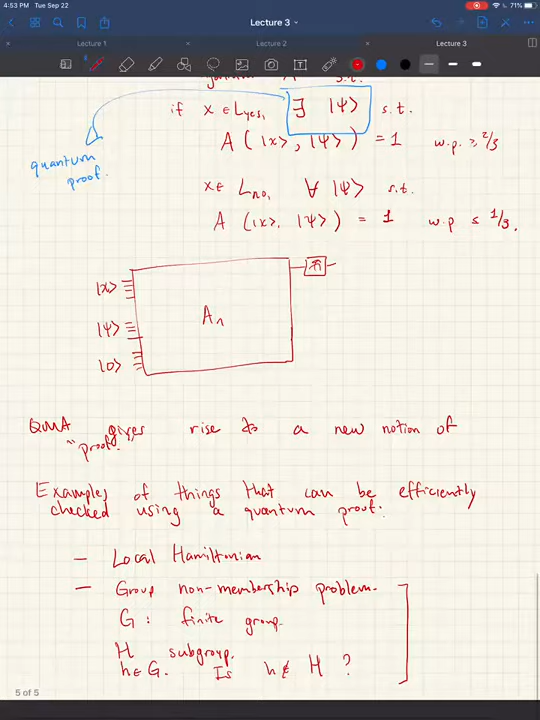 4:53 PM Tue Sep 22
71%
Lecture 3
Lecture 1
Lecture 2
Lecture 3
s.t.
if x ∈ Lyes, ∃ |ψ> s.t.
A ( |x>, |ψ> ) = 1 w.p. ≥ 2/3
quantum
proof.
x ∈ Lno, ∀ |ψ> s.t.
A ( |x>, |ψ> ) = 1 w.p ≤ 1/3.
|x>
|ψ>
|0>
An
QMA gives rise to a new notion of
"proof."
Examples of things that can be efficiently
checked using a quantum proof:
- Local Hamiltonian
- Group non-membership problem.
G: finite group.
H subgroup.
h ∈ G. Is h ∉ H ?
5 of 5